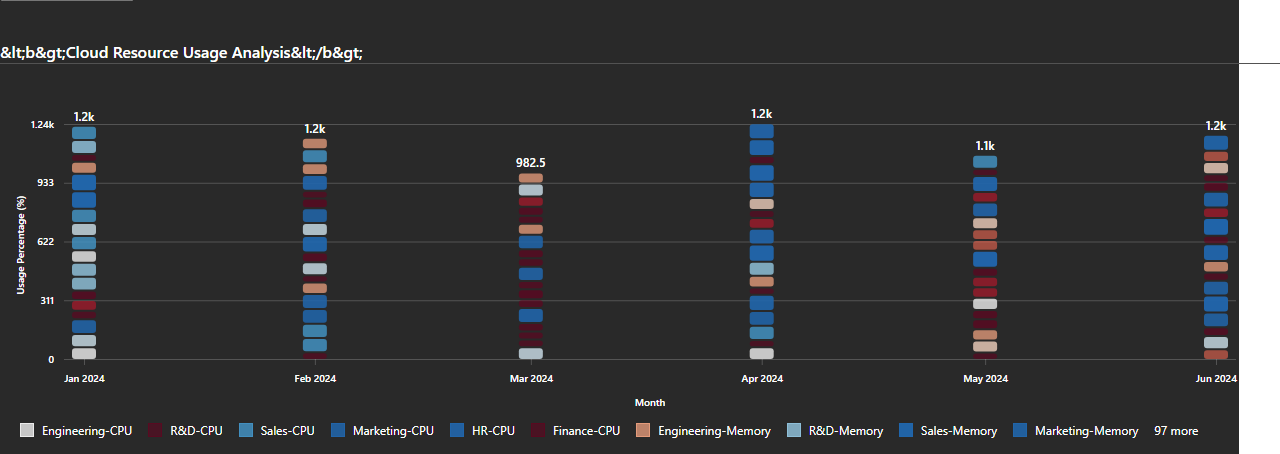 &lt;b&gt;Cloud Resource Usage Analysis&lt;/b&gt;
1.2k
1.2k
982.5
1.2k
1.1k
1.2k
1.24k
933
622
311
0
Usage Percentage (%)
Jan 2024
Feb 2024
Mar 2024
Apr 2024
May 2024
Jun 2024
Month
Engineering-CPU R&D-CPU Sales-CPU Marketing-CPU HR-CPU Finance-CPU Engineering-Memory R&D-Memory Sales-Memory Marketing-Memory 97 more